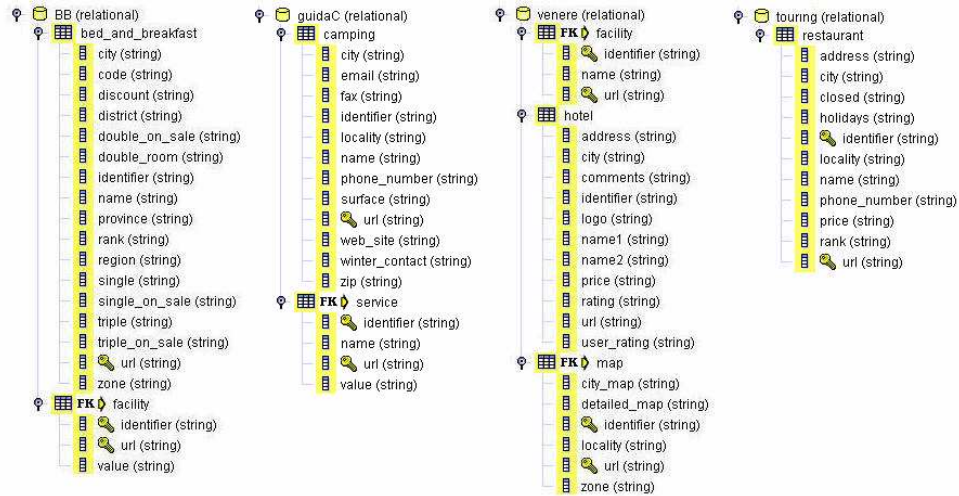 BB (relational)
bed_and_breakfast
city (string)
code (string)
discount (string)
district (string)
double_on_sale (string)
double_room (string)
identifier (string)
name (string)
province (string)
rank (string)
region (string)
single (string)
single_on_sale (string)
triple (string)
triple_on_sale (string)
url (string)
zone (string)
FK facility
identifier (string)
url (string)
value (string)
guidaC (relational)
camping
city (string)
email (string)
fax (string)
identifier (string)
locality (string)
name (string)
phone_number (string)
surface (string)
url (string)
web_site (string)
winter_contact (string)
zip (string)
FK service
identifier (string)
name (string)
url (string)
value (string)
venere (relational)
FK facility
identifier (string)
name (string)
url (string)
hotel
address (string)
city (string)
comments (string)
identifier (string)
logo (string)
name1 (string)
name2 (string)
price (string)
rating (string)
url (string)
user_rating (string)
FK map
city_map (string)
detailed_map (string)
identifier (string)
locality (string)
url (string)
zone (string)
touring (relational)
restaurant
address (string)
city (string)
closed (string)
holidays (string)
identifier (string)
locality (string)
name (string)
phone_number (string)
price (string)
rank (string)
url (string)